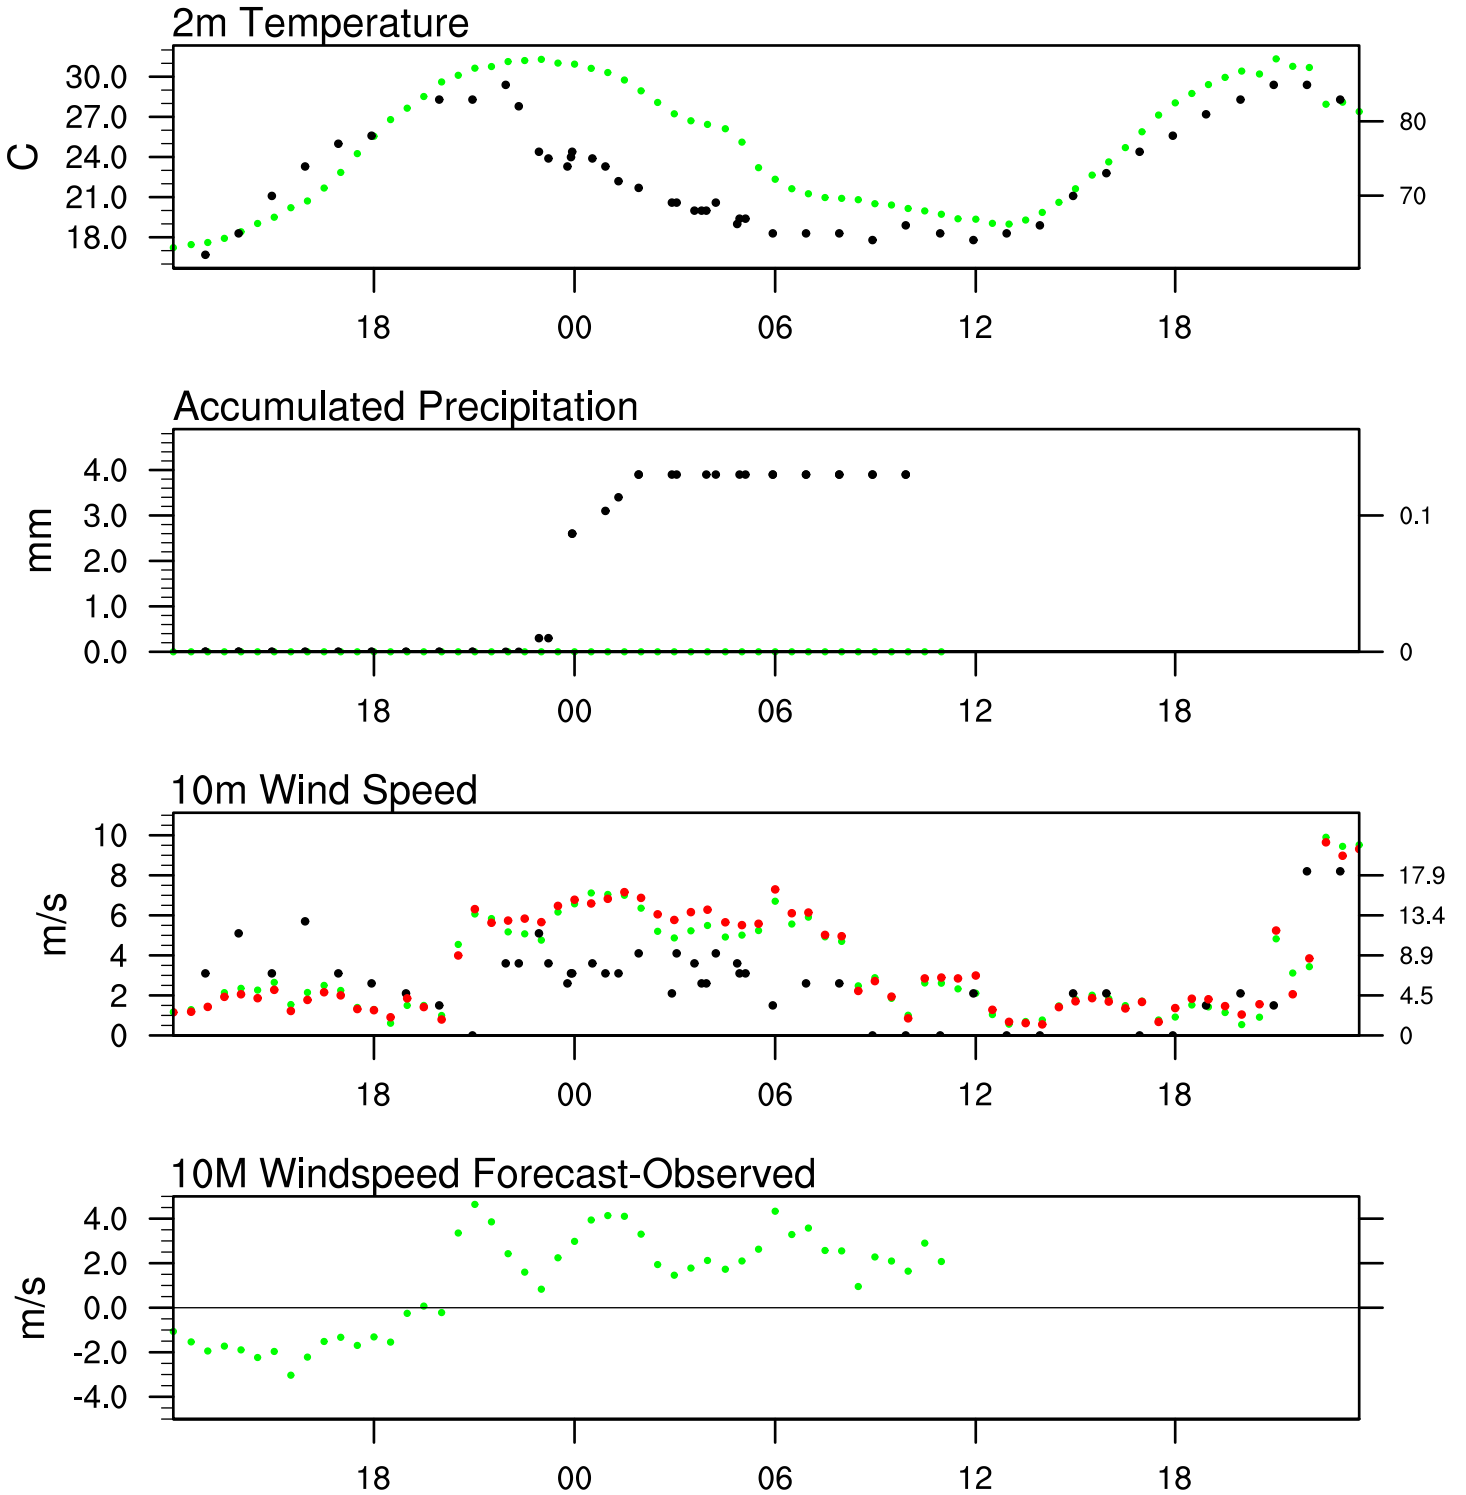 2m Temperature
30.0
27.0
24.0
21.0
18.0
C
80
70
18 00 06 12 18
Accumulated Precipitation
4.0
3.0
2.0
1.0
0.0
mm
0.1
0
18 00 06 12 18
10m Wind Speed
10
8
6
4
2
0
m/s
17.9
13.4
8.9
4.5
0
18 00 06 12 18
10M Windspeed Forecast-Observed
4.0
2.0
0.0
-2.0
-4.0
m/s
18 00 06 12 18